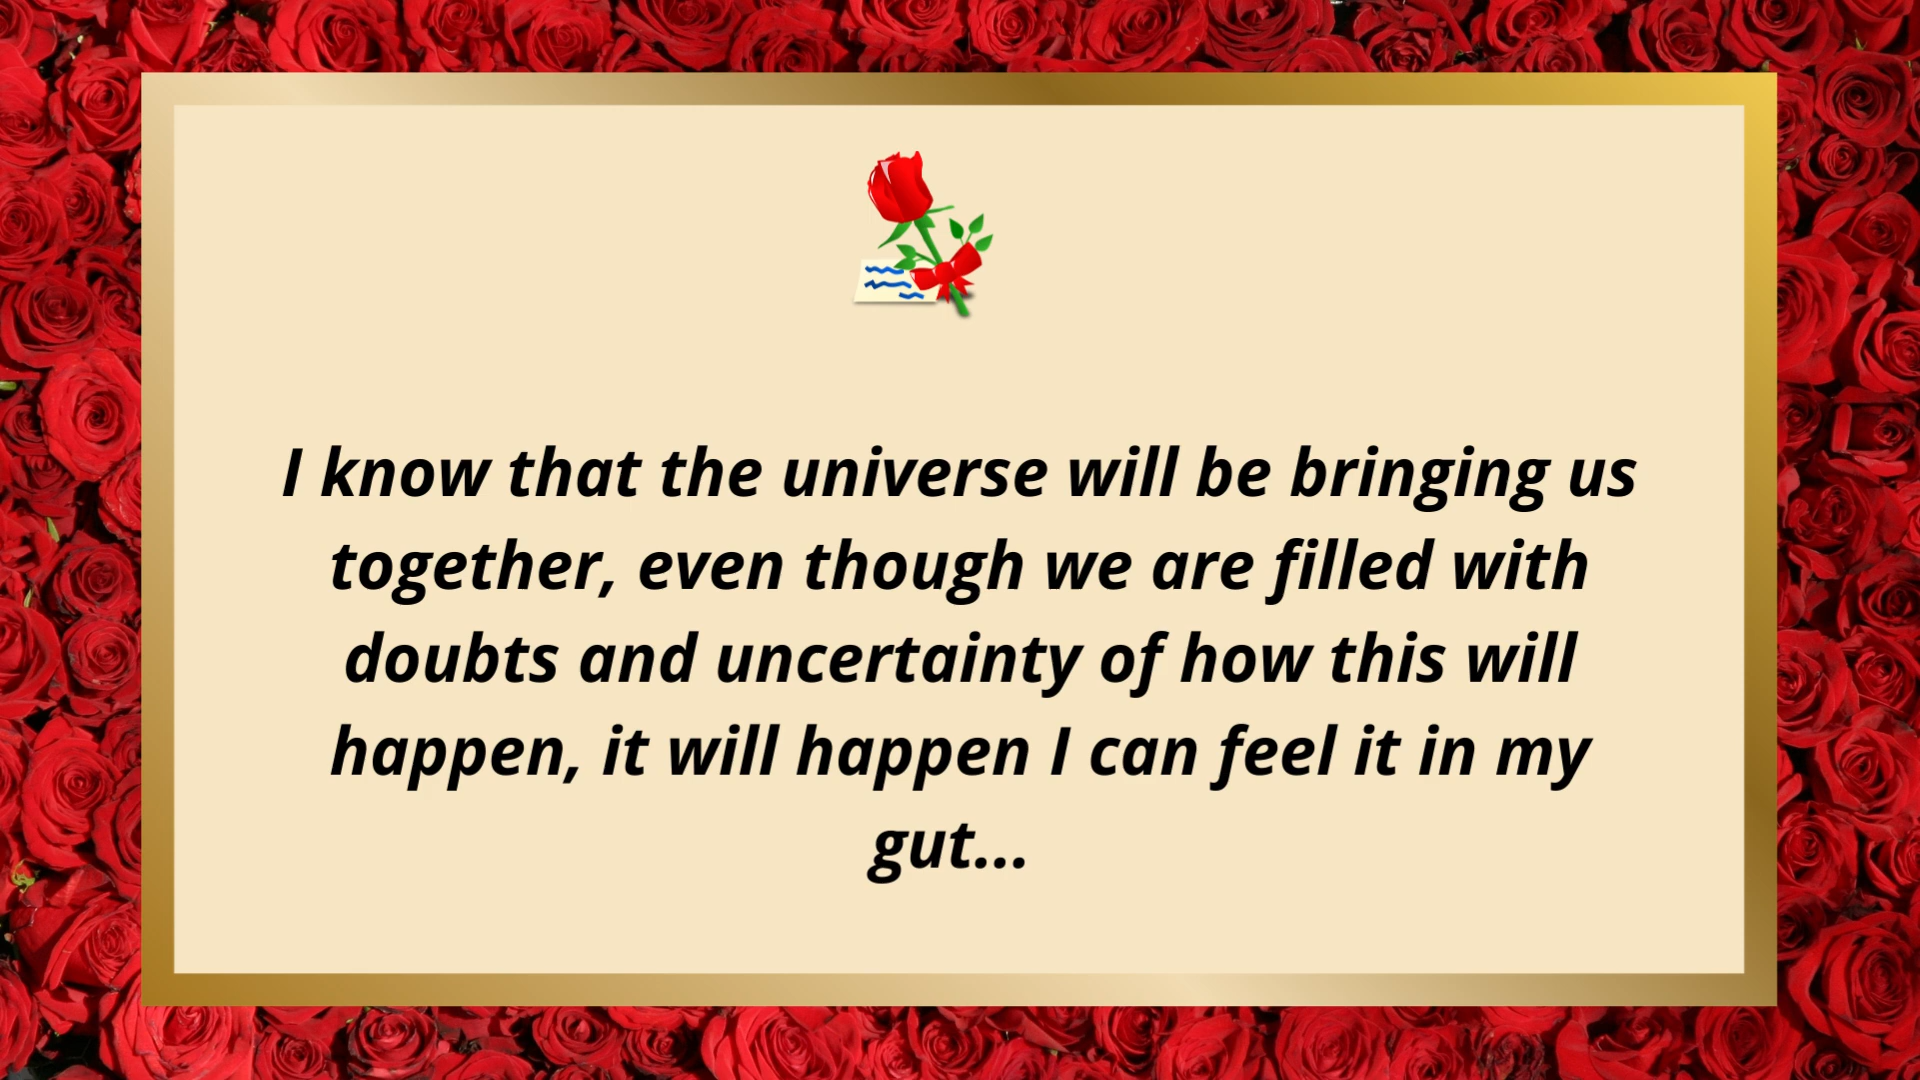 I know that the universe will be bringing us
together, even though we are filled with
doubts and uncertainty of how this will
happen, it will happen I can feel it in my
gut...